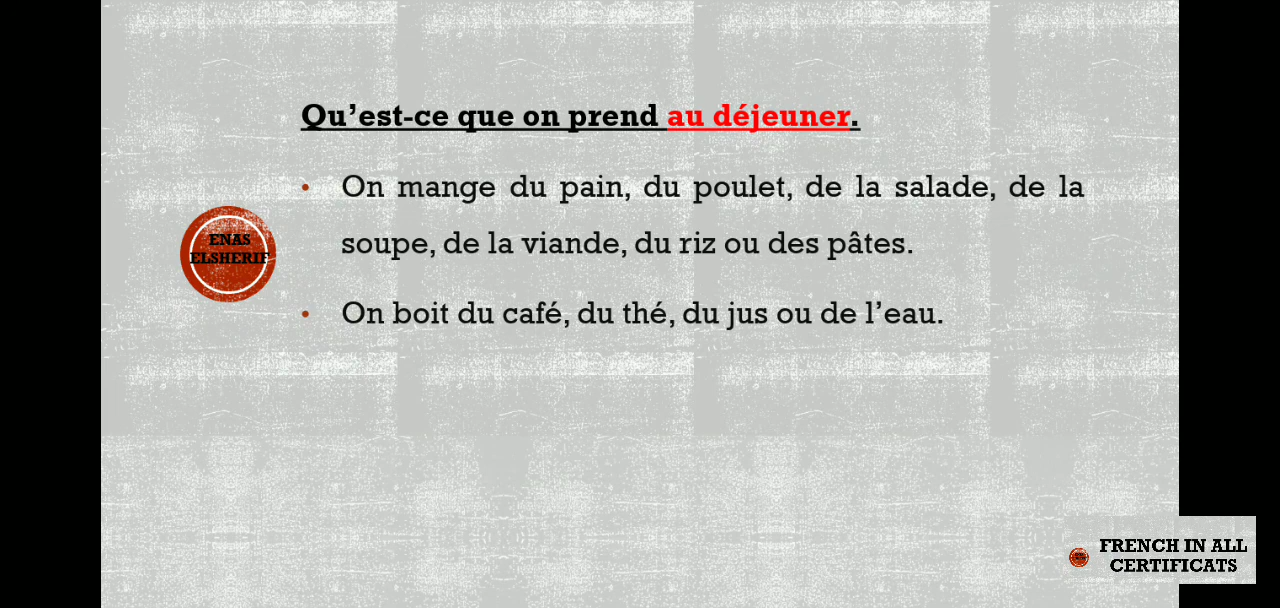 Qu’est-ce que on prend au déjeuner.
• On mange du pain, du poulet, de la salade, de la
soupe, de la viande, du riz ou des pâtes.
• On boit du café, du thé, du jus ou de l’eau.
ENAS
ELSHERIF
FRENCH IN ALL
CERTIFICATS